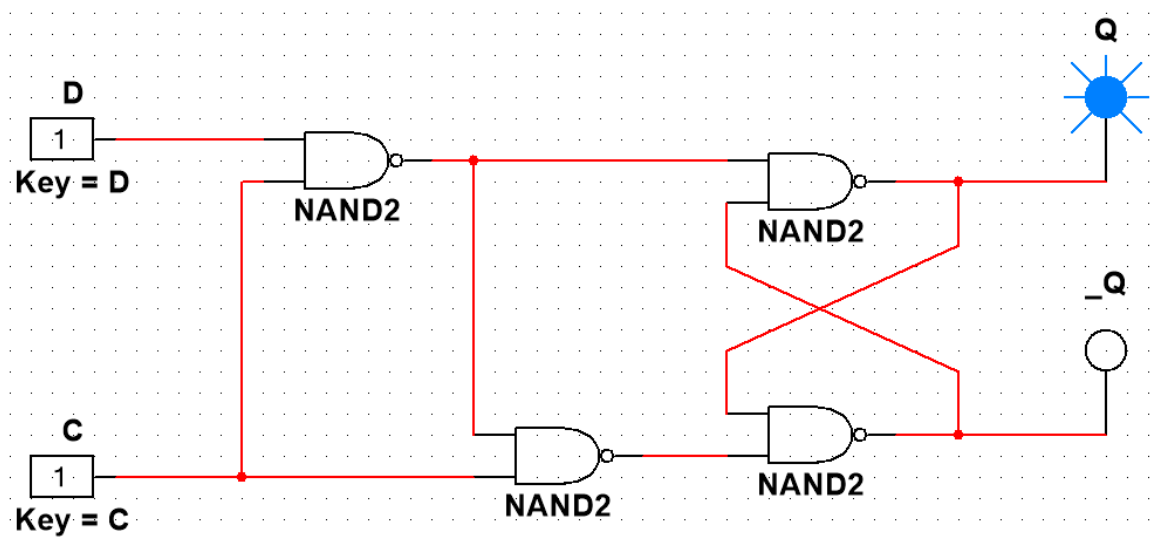 Q
D
1
Key = D
NAND2
NAND2
_Q
C
1
Key = C
NAND2
NAND2